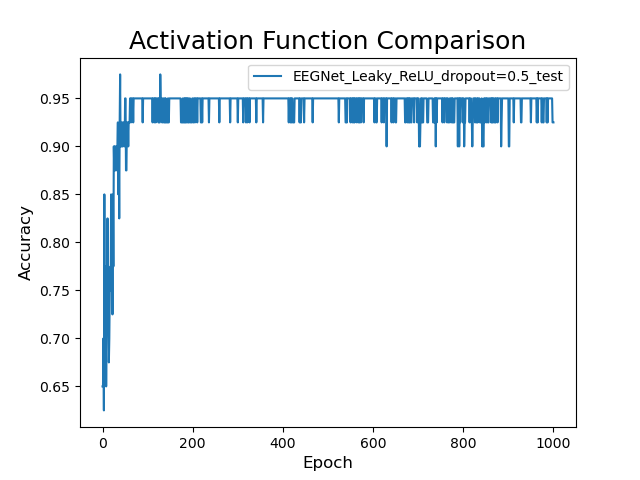 Activation Function Comparison
EEGNet_Leaky_ReLU_dropout=0.5_test
0.95
0.90
0.85
0.80
0.75
0.70
0.65
Accuracy
0 200 400 600 800 1000
Epoch